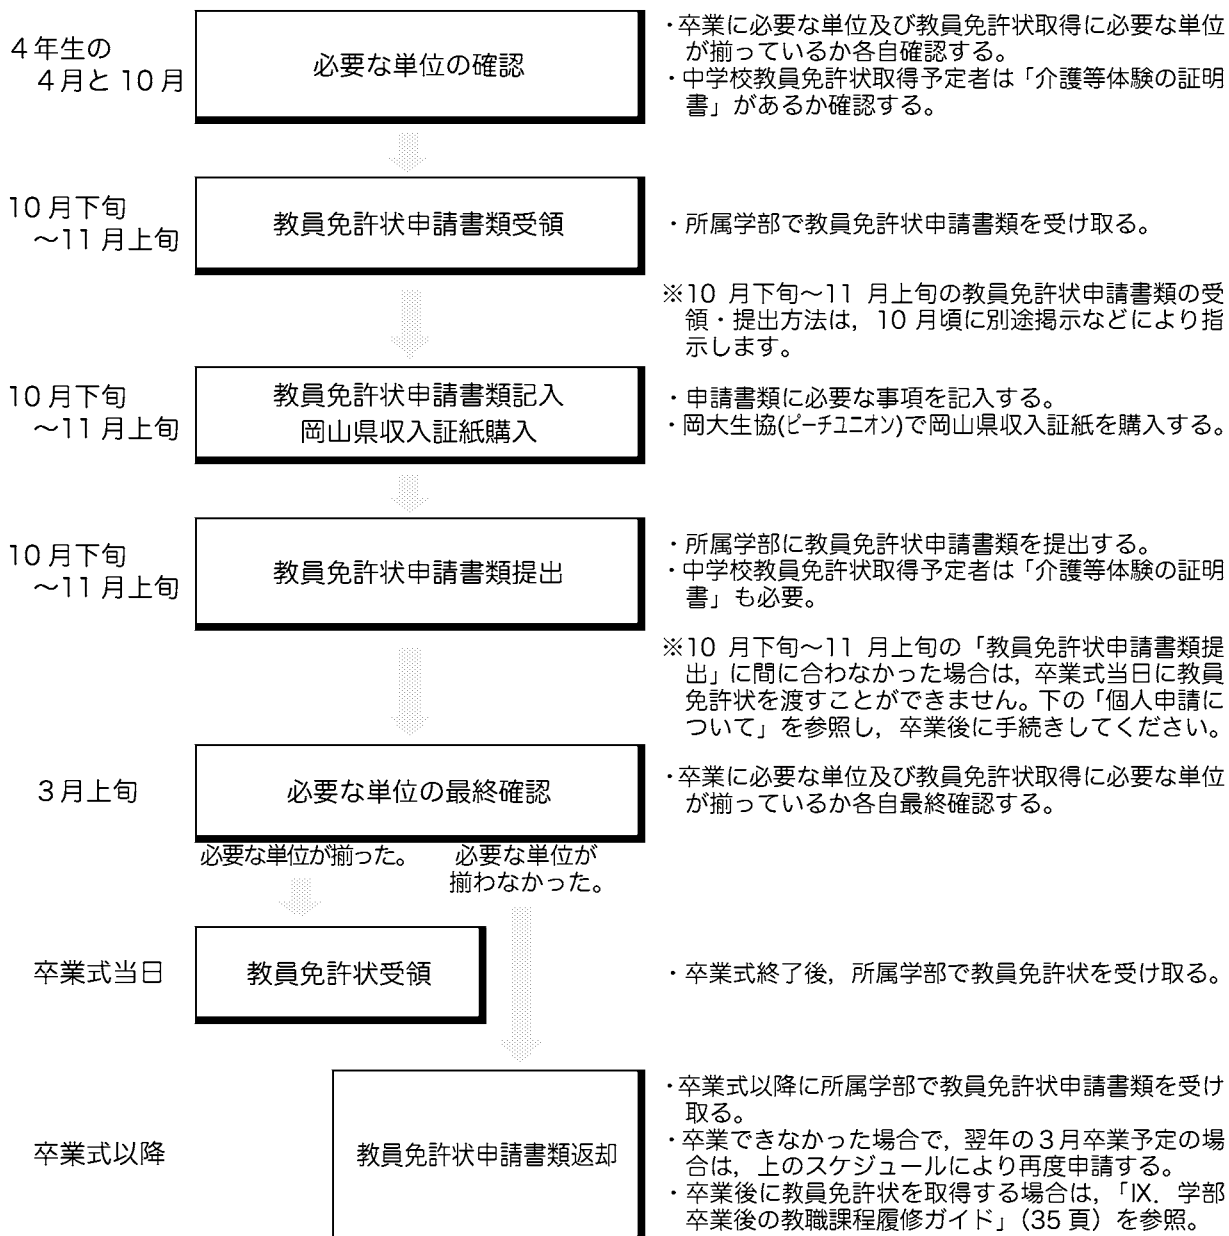 4年生の
4月と10月
必要な単位の確認
・卒業に必要な単位及び教員免許状取得に必要な単位
が揃っているか各自確認する。
・中学校教員免許状取得予定者は「介護等体験の証明
書」があるか確認する。
10月下旬
～11月上旬
教員免許状申請書類受領
・所属学部で教員免許状申請書類を受け取る。
※10 月下旬～11 月上旬の教員免許状申請書類の受
領・提出方法は，10 月頃に別途掲示などにより指
示します。
10月下旬
～11月上旬
教員免許状申請書類記入
岡山県収入証紙購入
・申請書類に必要な事項を記入する。
・岡大生協(ピーチユニオン)で岡山県収入証紙を購入する。
10月下旬
～11月上旬
教員免許状申請書類提出
・所属学部に教員免許状申請書類を提出する。
・中学校教員免許状取得予定者は「介護等体験の証明
書」も必要。
※10 月下旬～11 月上旬の「教員免許状申請書類提
出」に間に合わなかった場合は，卒業式当日に教員
免許状を渡すことができません。下の「個人申請に
ついて」を参照し，卒業後に手続きしてください。
3月上旬
必要な単位の最終確認
・卒業に必要な単位及び教員免許状取得に必要な単位
が揃っているか各自最終確認する。
必要な単位が揃った。
必要な単位が
揃わなかった。
卒業式当日
教員免許状受領
・卒業式終了後，所属学部で教員免許状を受け取る。
卒業式以降
教員免許状申請書類返却
・卒業式以降に所属学部で教員免許状申請書類を受け
取る。
・卒業できなかった場合で，翌年の3月卒業予定の場
合は，上のスケジュールにより再度申請する。
・卒業後に教員免許状を取得する場合は，「Ⅸ．学部
卒業後の教職課程履修ガイド」（35 頁）を参照。